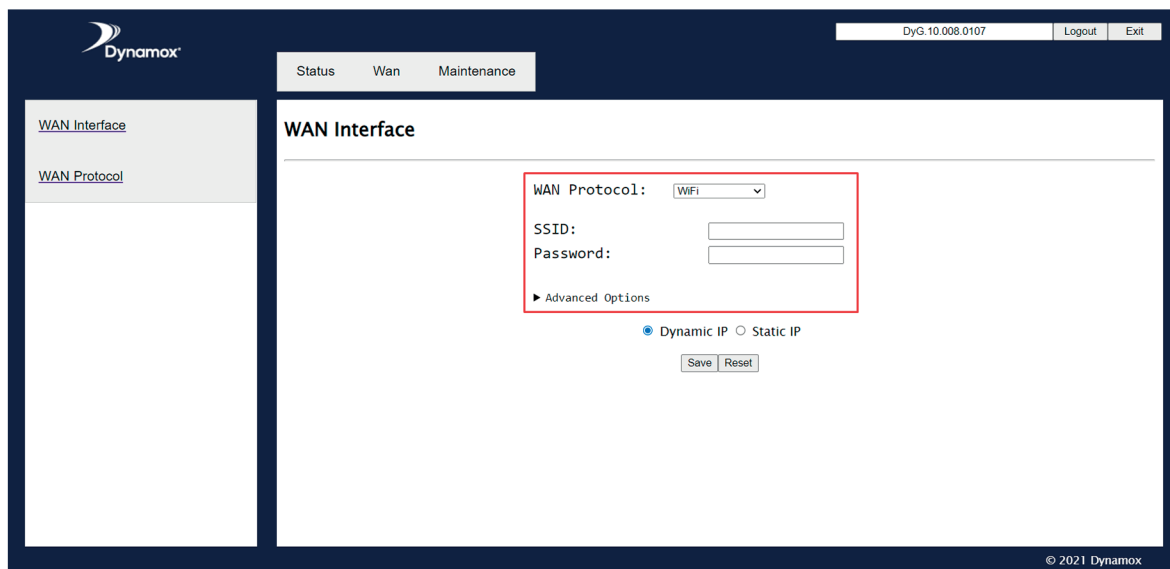 Dynamox
DyG.10.008.0107 Logout Exit
Status Wan Maintenance
WAN Interface
WAN Protocol
WAN Interface
WAN Protocol: WiFi
SSID:
Password:
Advanced Options
Dynamic IP Static IP
Save Reset
© 2021 Dynamox